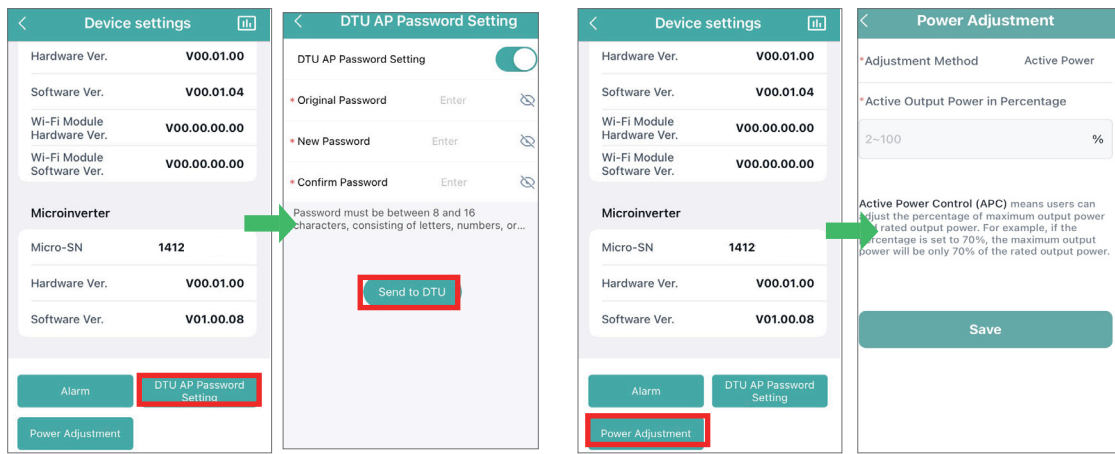 Device settings
Hardware Ver. V00.01.00
Software Ver. V00.01.04
Wi-Fi Module
Hardware Ver. V00.00.00.00
Wi-Fi Module
Software Ver. V00.00.00.00
Microinverter
Micro-SN 1412
Hardware Ver. V00.01.00
Software Ver. V01.00.08
Alarm
DTU AP Password
Setting
Power Adjustment
DTU AP Password Setting
DTU AP Password Setting
* Original Password Enter
* New Password Enter
* Confirm Password Enter
Password must be between 8 and 16
characters, consisting of letters, numbers, or...
Send to DTU
Device settings
Hardware Ver. V00.01.00
Software Ver. V00.01.04
Wi-Fi Module
Hardware Ver. V00.00.00.00
Wi-Fi Module
Software Ver. V00.00.00.00
Microinverter
Micro-SN 1412
Hardware Ver. V00.01.00
Software Ver. V01.00.08
Alarm
DTU AP Password
Setting
Power Adjustment
Power Adjustment
*Adjustment Method Active Power
*Active Output Power in Percentage
2~100 %
Active Power Control (APC) means users can
adjust the percentage of maximum output power
rated output power. For example, if the
percentage is set to 70%, the maximum output
power will be only 70% of the rated output power.
Save